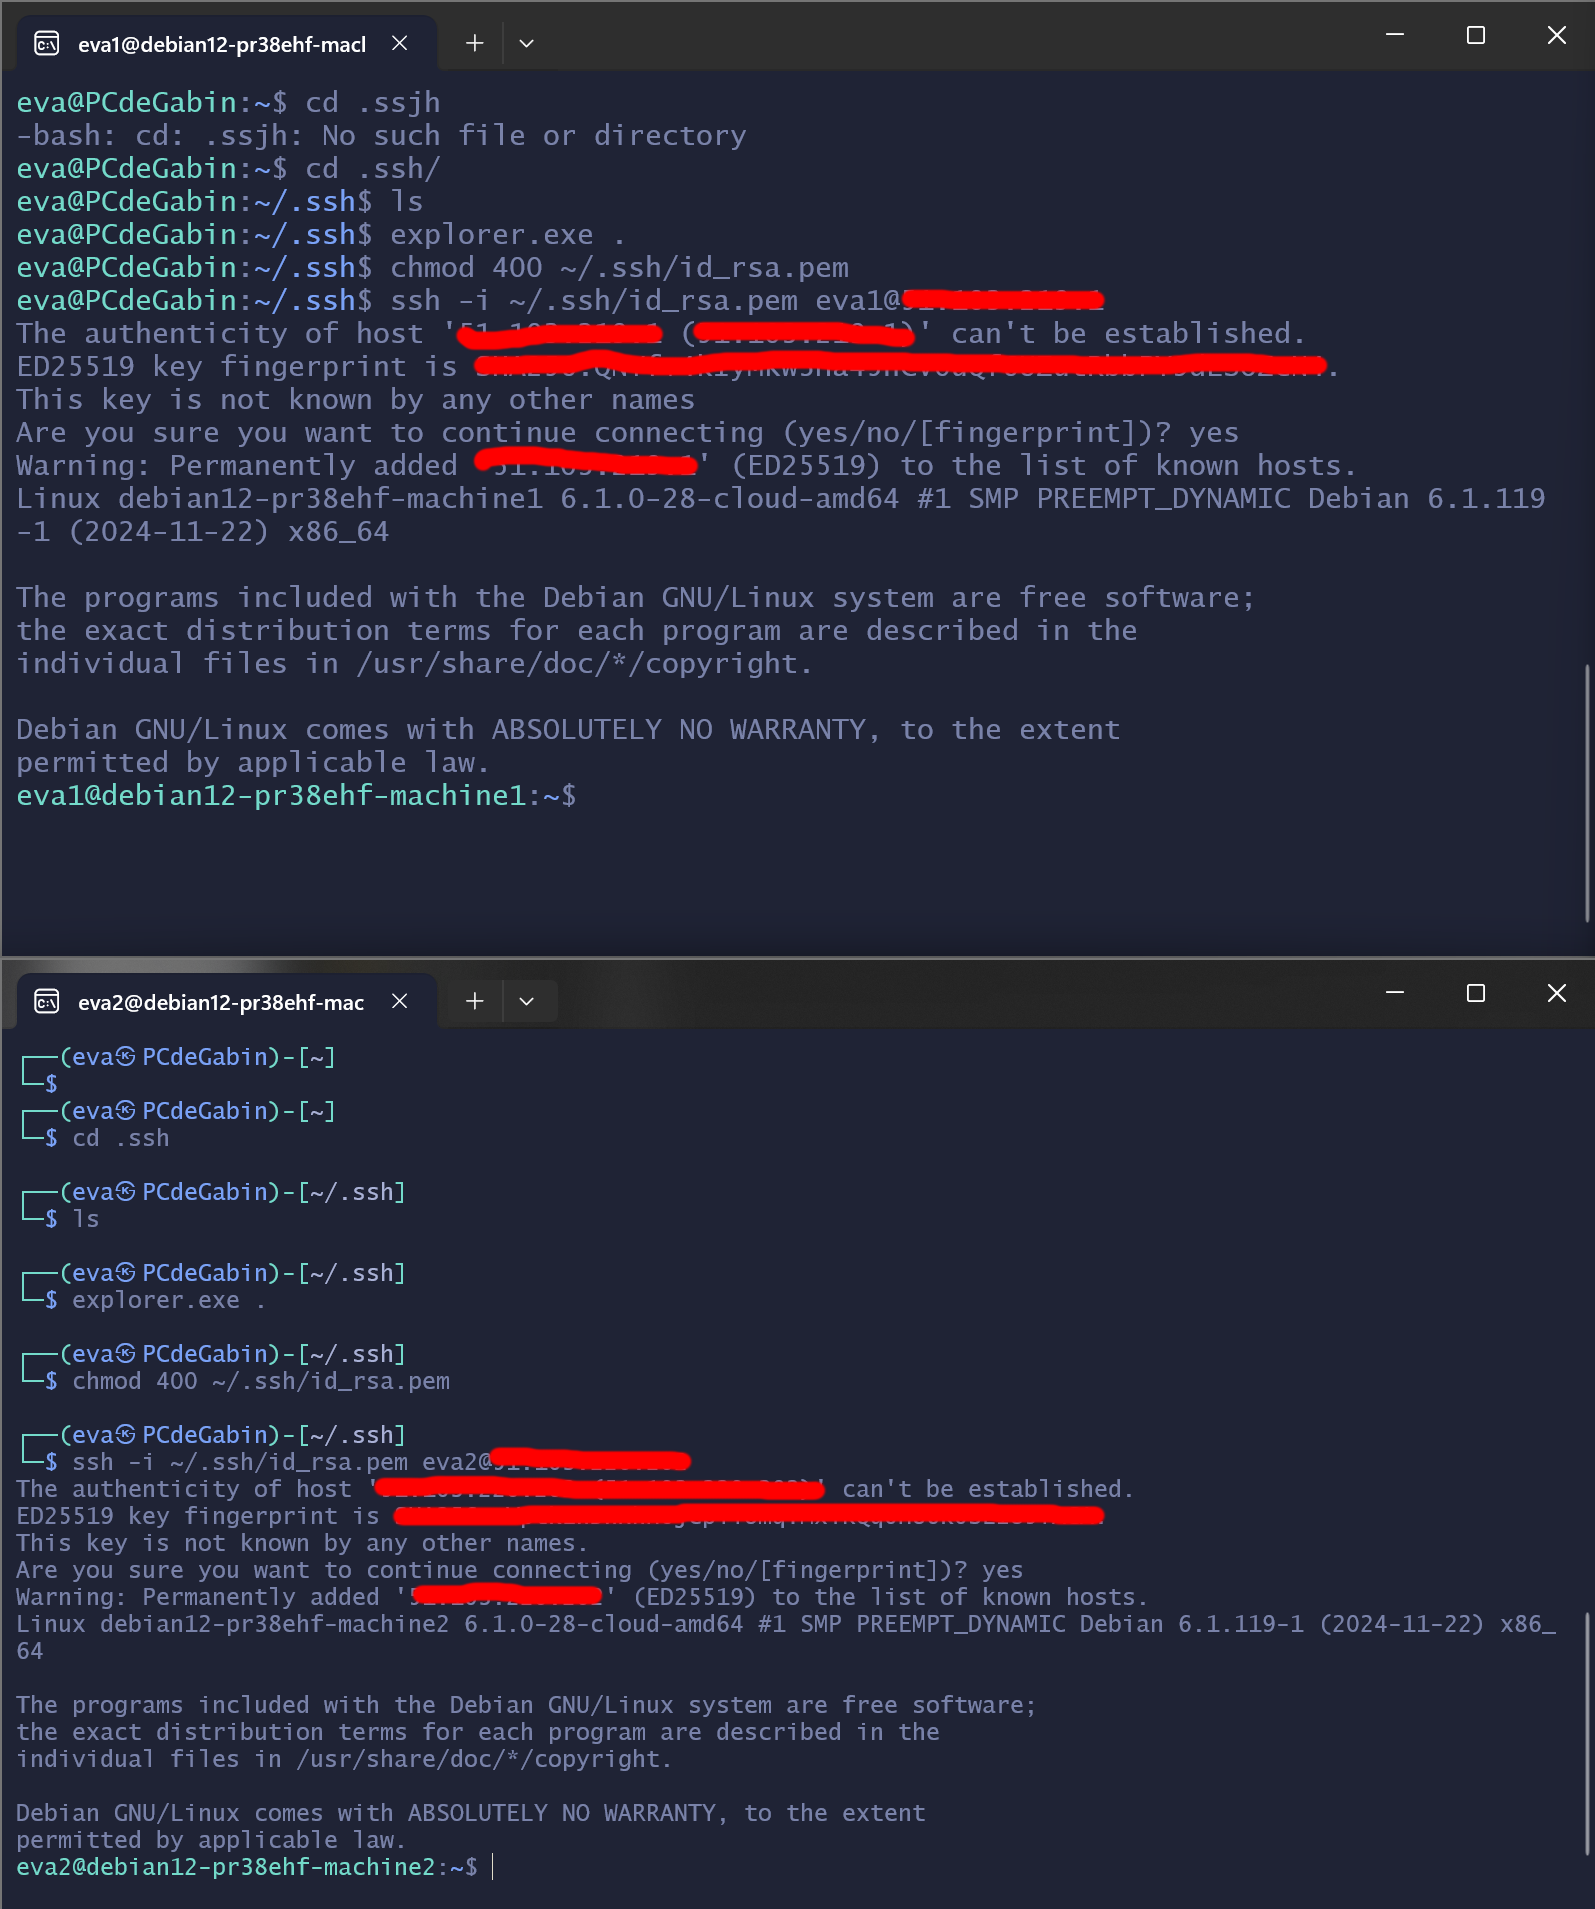 eva1@debian12-pr38ehf-macl
eva@PCdeGabin:~$ cd .ssjh
-bash: cd: .ssjh: No such file or directory
eva@PCdeGabin:~$ cd .ssh/
eva@PCdeGabin:~/.ssh$ ls
eva@PCdeGabin:~/.ssh$ explorer.exe .
eva@PCdeGabin:~/.ssh$ chmod 400 ~/.ssh/id_rsa.pem
eva@PCdeGabin:~/.ssh$ ssh -i ~/.ssh/id_rsa.pem eva1@
The authenticity of host ' ( )' can't be established.
ED25519 key fingerprint is
This key is not known by any other names
Are you sure you want to continue connecting (yes/no/[fingerprint])? yes
Warning: Permanently added ' ' (ED25519) to the list of known hosts.
Linux debian12-pr38ehf-machine1 6.1.0-28-cloud-amd64 #1 SMP PREEMPT_DYNAMIC Debian 6.1.119
-1 (2024-11-22) x86_64
The programs included with the Debian GNU/Linux system are free software;
the exact distribution terms for each program are described in the
individual files in /usr/share/doc/*/copyright.
Debian GNU/Linux comes with ABSOLUTELY NO WARRANTY, to the extent
permitted by applicable law.
eva1@debian12-pr38ehf-machine1:~$
eva2@debian12-pr38ehf-mac
┌──(eva㉿PCdeGabin)-[~]
└─$
┌──(eva㉿PCdeGabin)-[~]
└─$ cd .ssh
┌──(eva㉿PCdeGabin)-[~/.ssh]
└─$ ls
┌──(eva㉿PCdeGabin)-[~/.ssh]
└─$ explorer.exe .
┌──(eva㉿PCdeGabin)-[~/.ssh]
└─$ chmod 400 ~/.ssh/id_rsa.pem
┌──(eva㉿PCdeGabin)-[~/.ssh]
└─$ ssh -i ~/.ssh/id_rsa.pem eva2@
The authenticity of host ' ' can't be established.
ED25519 key fingerprint is
This key is not known by any other names.
Are you sure you want to continue connecting (yes/no/[fingerprint])? yes
Warning: Permanently added ' ' (ED25519) to the list of known hosts.
Linux debian12-pr38ehf-machine2 6.1.0-28-cloud-amd64 #1 SMP PREEMPT_DYNAMIC Debian 6.1.119-1 (2024-11-22) x86_
64
The programs included with the Debian GNU/Linux system are free software;
the exact distribution terms for each program are described in the
individual files in /usr/share/doc/*/copyright.
Debian GNU/Linux comes with ABSOLUTELY NO WARRANTY, to the extent
permitted by applicable law.
eva2@debian12-pr38ehf-machine2:~$